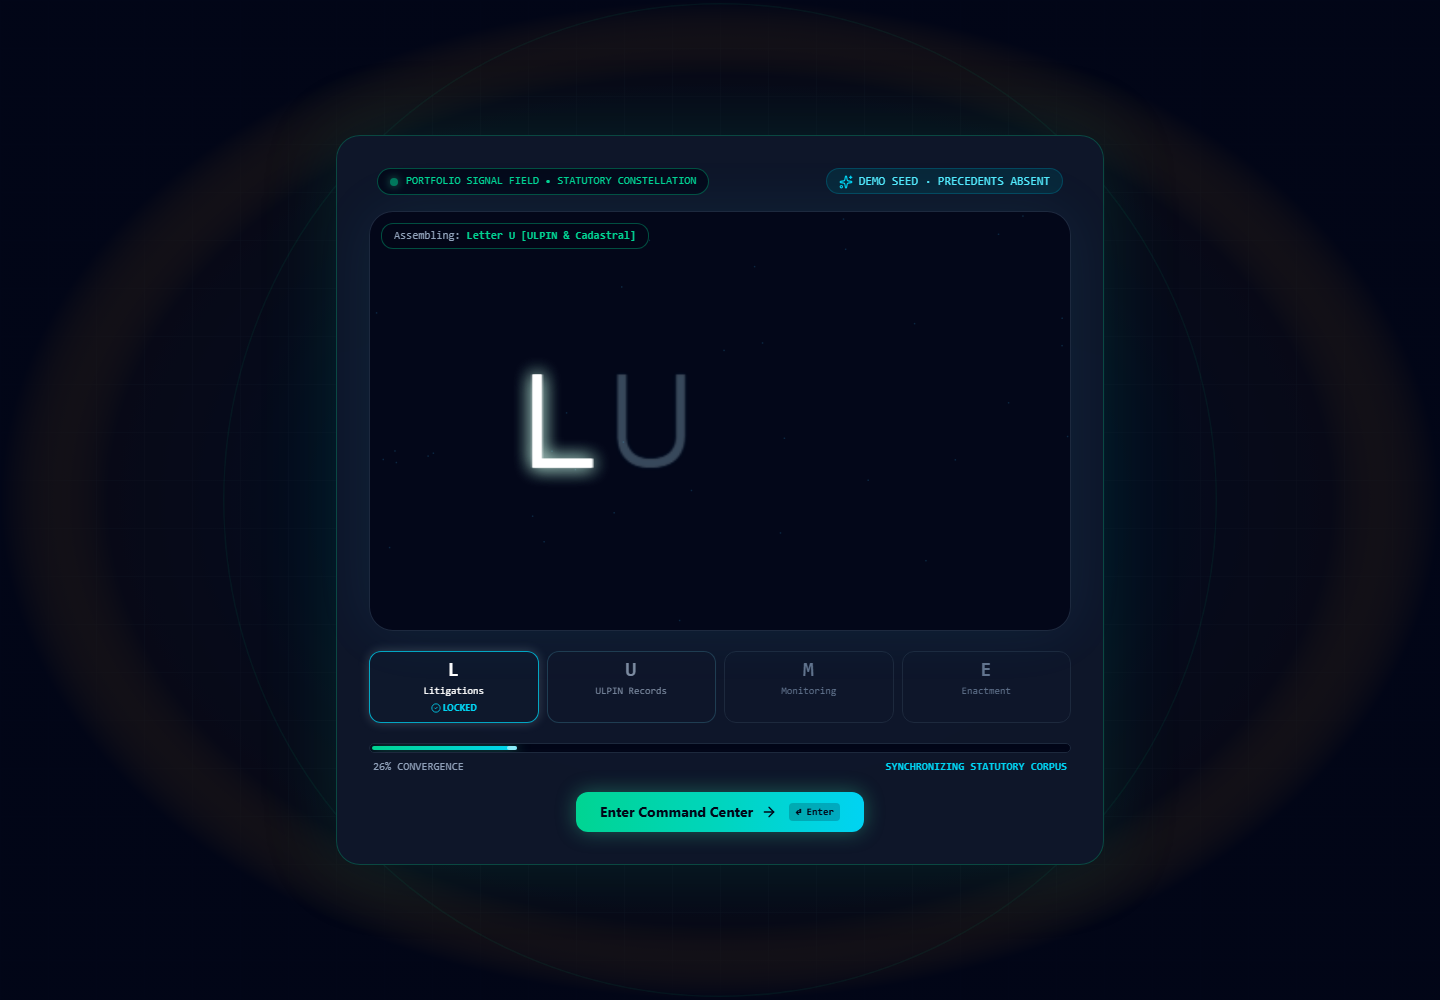 PORTFOLIO SIGNAL FIELD • STATUTORY CONSTELLATION
DEMO SEED · PRECEDENTS ABSENT
Assembling: Letter U [ULPIN & Cadastral]
L U
L
Litigations
LOCKED
U
ULPIN Records
M
Monitoring
E
Enactment
26% CONVERGENCE
SYNCHRONIZING STATUTORY CORPUS
Enter Command Center → ↵ Enter